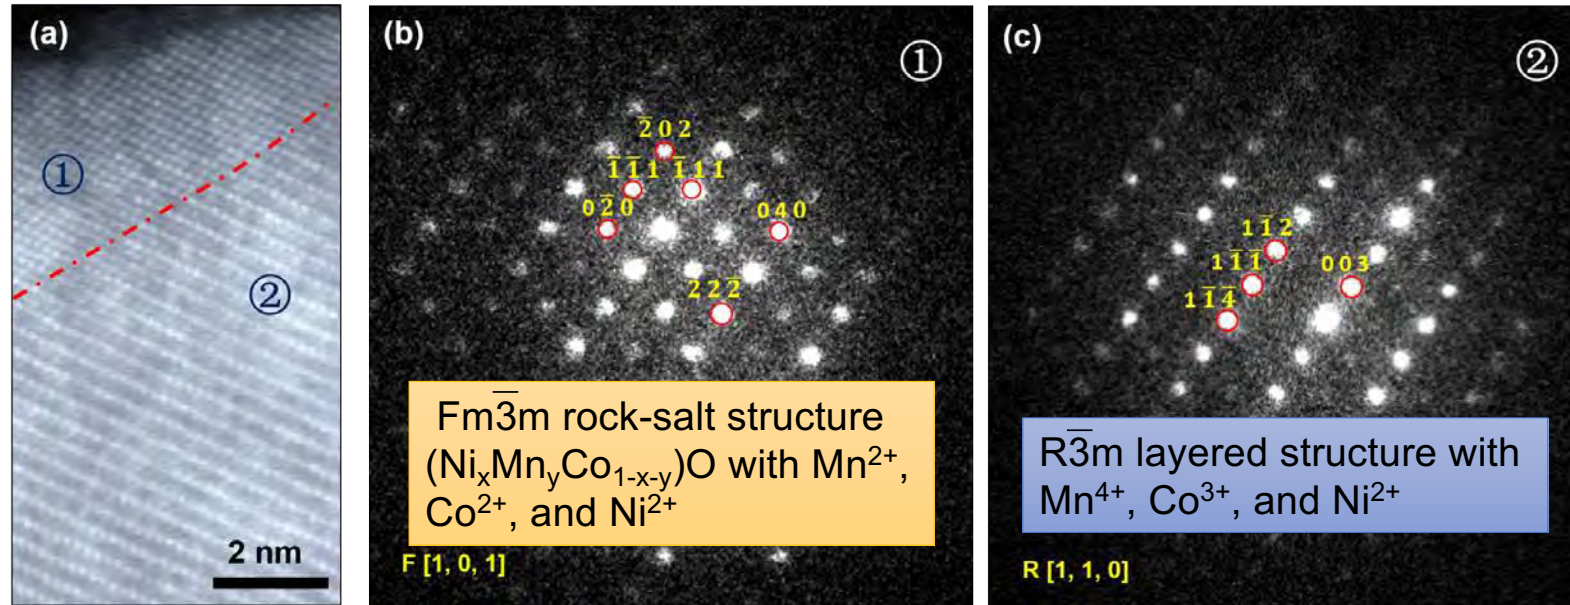 (a)
①
②
2 nm
(b)
①
2̅ 0 2
1̅ 1̅ 1 1̅ 1 1
0 2̅ 0
0 4 0
2 2 2̅
Fm3̅m rock-salt structure
(NiₓMnᵧCo₁₋ₓ₋ᵧ)O with Mn²⁺,
Co²⁺, and Ni²⁺
F [1, 0, 1]
(c)
②
1 1̅ 2
1 1̅ 1̅
0 0 3
1 1̅ 4̅
R3̅m layered structure with
Mn⁴⁺, Co³⁺, and Ni²⁺
R [1, 1, 0]